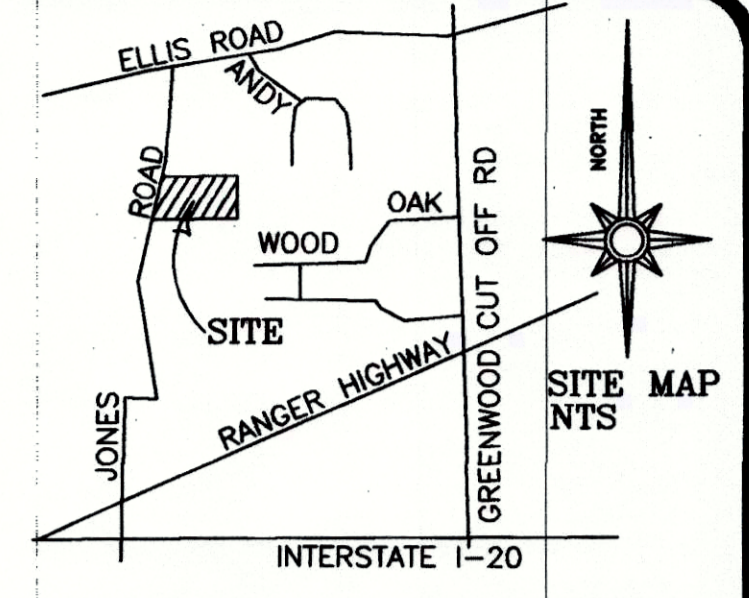 ELLIS ROAD
ANDY
NORTH
ROAD
OAK
WOOD
GREENWOOD CUT OFF RD
SITE
RANGER HIGHWAY
SITE MAP
NTS
JONES
INTERSTATE I-20